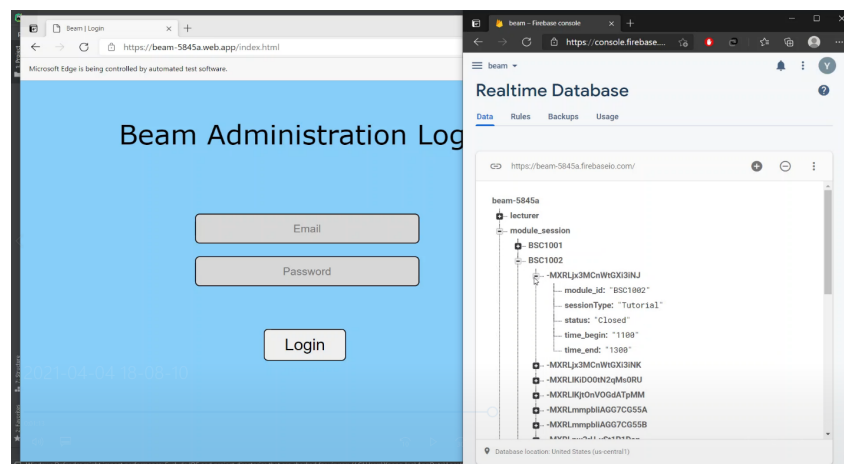 Beam | Login
https://beam-5845a.web.app/index.html
Microsoft Edge is being controlled by automated test software.
Beam Administration Log
Email
Password
Login
beam – Firebase console
https://console.firebase....
beam
Y
Realtime Database
Data Rules Backups Usage
https://beam-5845a.firebaseio.com/
beam-5845a
lecturer
module_session
BSC1001
BSC1002
-MXRLjx3MCnWtGXi3iNJ
module_id: "BSC1002"
sessionType: "Tutorial"
status: "Closed"
time_begin: "1100"
time_end: "1300"
-MXRLjx3MCnWtGXi3iNK
-MXRLlKiDO0tN2qMs0RU
-MXRLlKjtOnVOGdATpMM
-MXRLmmpbliAGG7CG55A
-MXRLmmpbliAGG7CG55B
Database location: United States (us-central1)